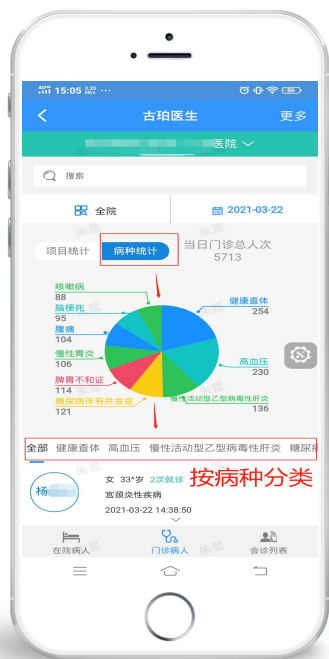 15:05
56
古珀医生
更多
医院
搜索
全院
2021-03-22
项目统计
病种统计
当日门诊总人次
5713
咳嗽病
88
脑梗死
95
腹痛
104
慢性胃炎
106
脾胃不和证
114
糖尿病伴有并发症
121
健康查体
254
高血压
230
慢性活动型乙型病毒性肝炎
136
全部 健康查体 高血压 慢性活动型乙型病毒性肝炎 糖尿病
杨
女 33*岁 2次就诊
宫颈炎性疾病
2021-03-22 14:38:50
按病种分类
在院病人
门诊病人
会诊列表